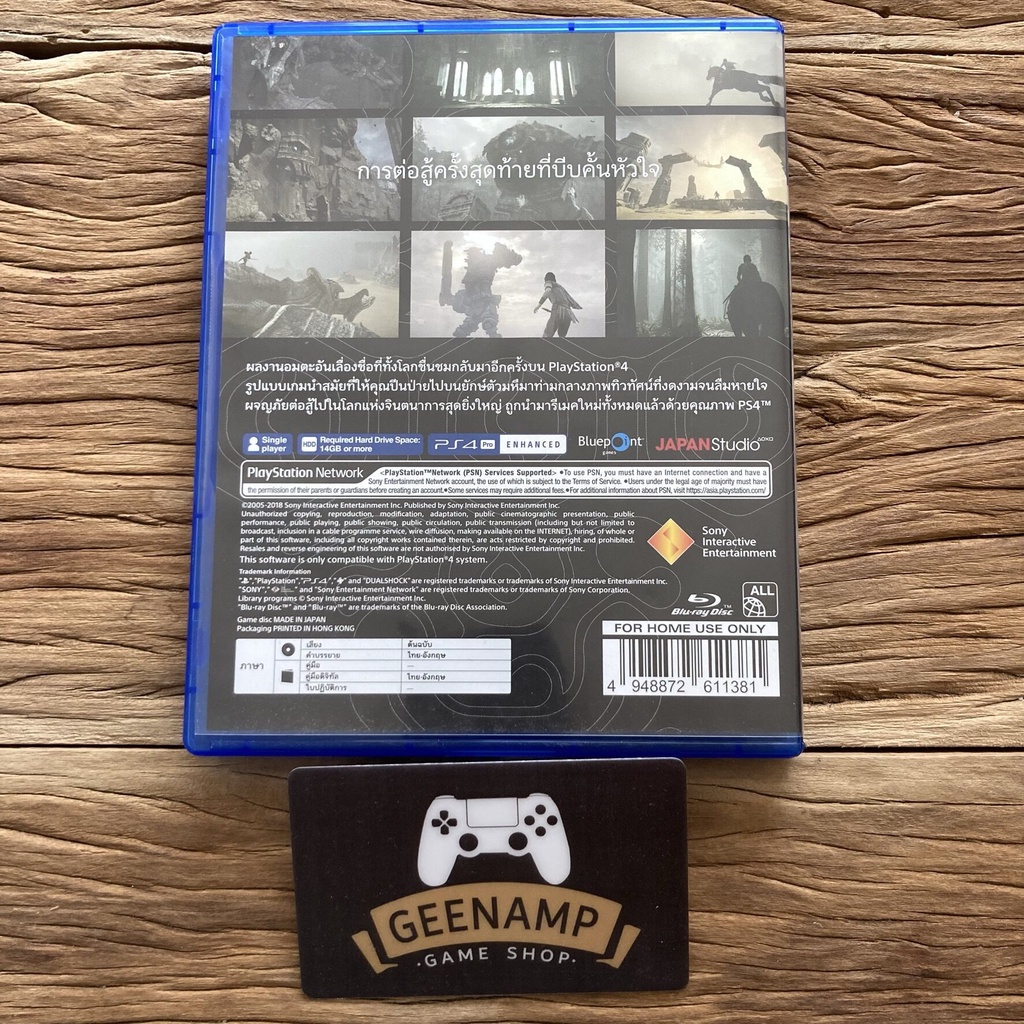 การต่อสู้ครั้งสุดท้ายที่บีบคั้นหัวใจ
ผลงานอมตะอันเลื่องชื่อที่ทั้งโลกชื่นชมกลับมาอีกครั้งบน PlayStation®4
รูปแบบเกมนำสมัยที่ให้คุณปีนป่ายไปบนยักษ์ตัวมหึมาท่ามกลางภาพทิวทัศน์ที่งดงามจนลืมหายใจ
ผจญภัยต่อสู้ไปในโลกแห่งจินตนาการสุดยิ่งใหญ่ ถูกนำมารีเมคใหม่ทั้งหมดแล้วด้วยคุณภาพ PS4™
Single player
HDD Required Hard Drive Space: 14GB or more
PS4 Pro ENHANCED
Bluepoint games
JAPAN Studio
PlayStation Network <PlayStation™Network (PSN) Services Supported> •To use PSN, you must have an Internet connection and have a
Sony Entertainment Network account, the use of which is subject to the Terms of Service. •Users under the legal age of majority must have
the permission of their parents or guardians before creating an account.•Some services may require additional fees.•For additional information about PSN, visit https://asia.playstation.com/
©2005-2018 Sony Interactive Entertainment Inc. Published by Sony Interactive Entertainment Inc.
Unauthorized copying, reproduction, modification, adaptation, public cinematographic presentation, public
performance, public playing, public showing, public circulation, public transmission (including but not limited to
broadcast, inclusion in a cable programme service, wire diffusion, making available on the INTERNET), hiring, of whole or
part of this software, including all copyright works contained therein, are acts restricted by copyright and prohibited.
Resales and reverse engineering of this software are not authorised by Sony Interactive Entertainment Inc.
This software is only compatible with PlayStation®4 system.
Sony
Interactive
Entertainment
Trademark Information
"PlayStation", "PS4", and "DUALSHOCK" are registered trademarks or trademarks of Sony Interactive Entertainment Inc.
"SONY", and "Sony Entertainment Network" are registered trademarks or trademarks of Sony Corporation.
Library programs © Sony Interactive Entertainment Inc.
"Blu-ray Disc™" and "Blu-ray™" are trademarks of the Blu-ray Disc Association.
Game disc MADE IN JAPAN
Packaging PRINTED IN HONG KONG
Blu-ray Disc™
ALL
FOR HOME USE ONLY
4 948872 611381
ภาษา
เสียง ต้นฉบับ
คำบรรยาย ไทย-อังกฤษ
คู่มือ —
คู่มือดิจิทัล ไทย-อังกฤษ
ใบปฏิบัติการ —
GEENAMP
·GAME SHOP·